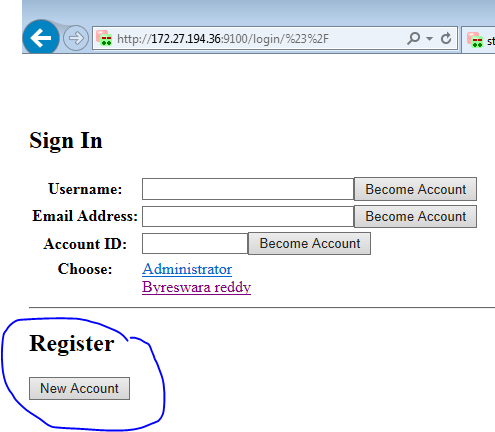 http://172.27.194.36:9100/login/%23%2F
st
Sign In
Username: Become Account
Email Address: Become Account
Account ID: Become Account
Choose: Administrator
Byreswara reddy
Register
New Account